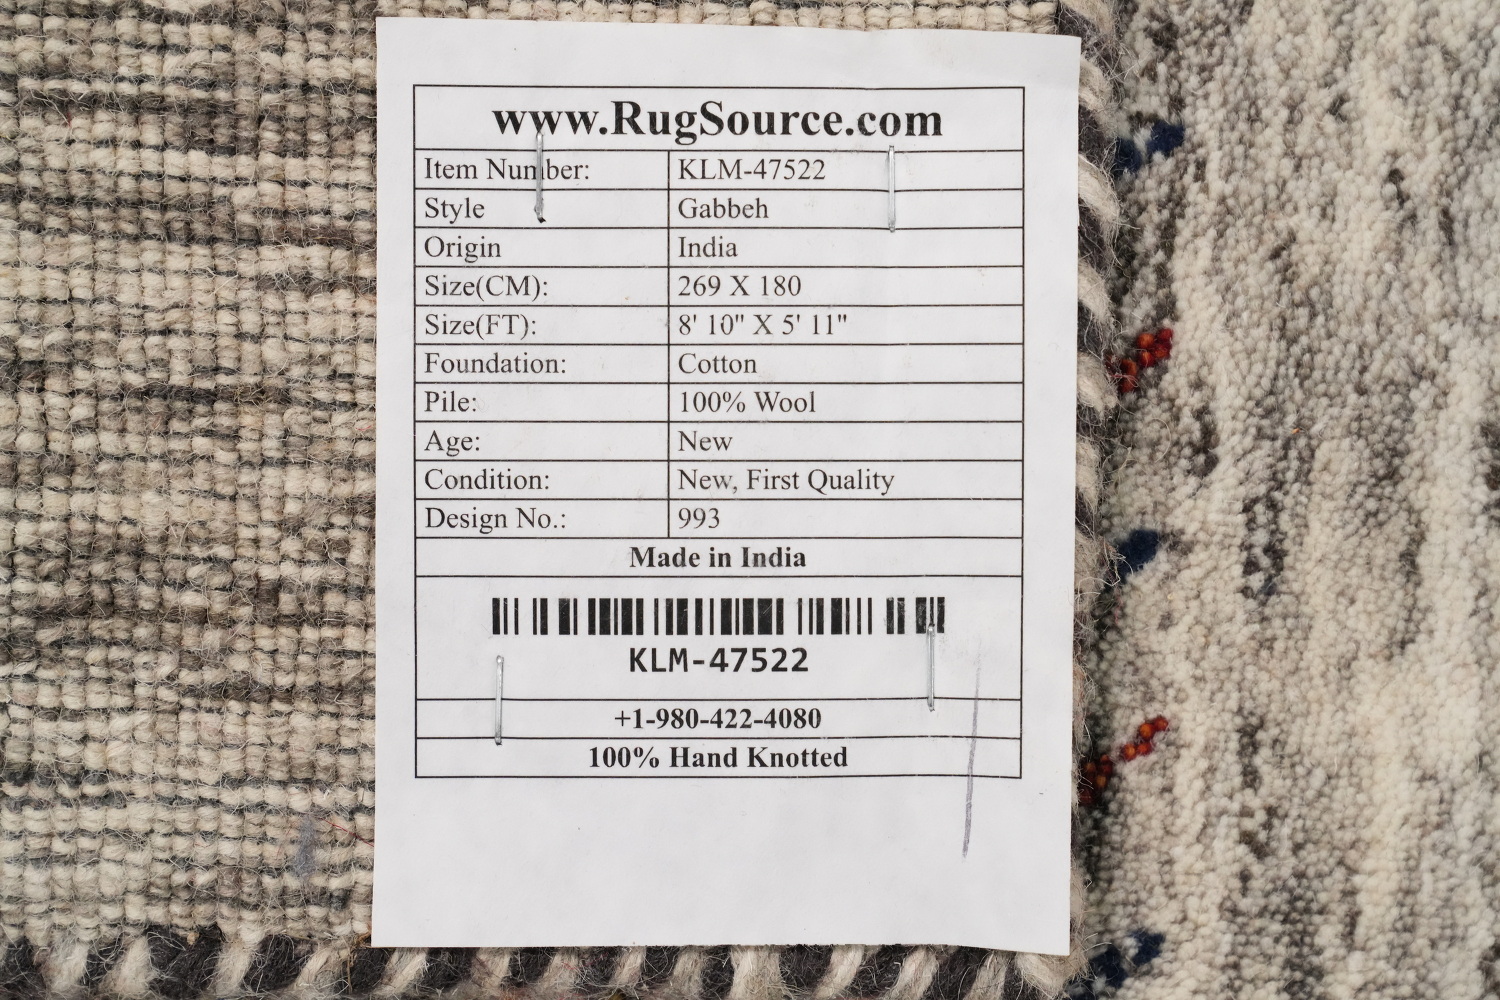 www.RugSource.com
Item Number: KLM-47522
Style Gabbeh
Origin India
Size(CM): 269 X 180
Size(FT): 8' 10" X 5' 11"
Foundation: Cotton
Pile: 100% Wool
Age: New
Condition: New, First Quality
Design No.: 993
Made in India
KLM-47522
+1-980-422-4080
100% Hand Knotted